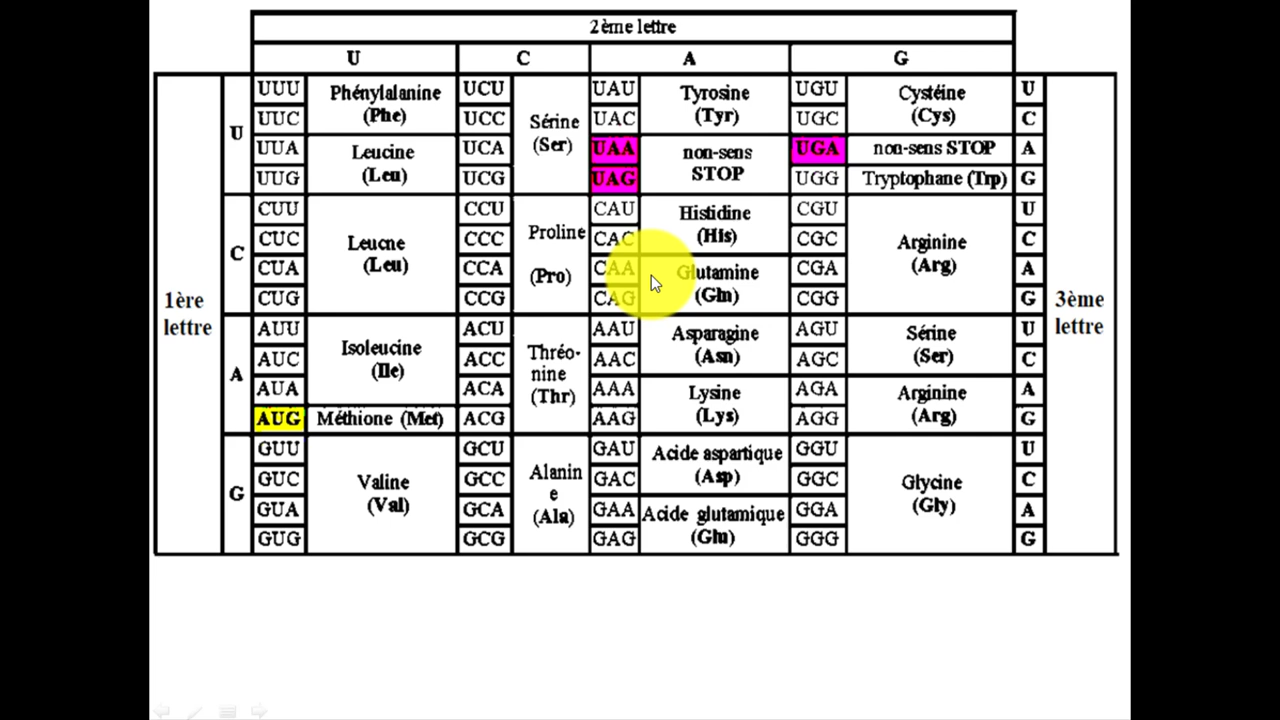 2ème lettre
U C A G
1ère lettre
3ème lettre
U
UUU Phénylalanine (Phe) UCU Sérine (Ser) UAU Tyrosine (Tyr) UGU Cystéine (Cys) U
UUC UCC UAC UGC C
UUA Leucine (Leu) UCA UAA non-sens STOP UGA non-sens STOP A
UUG UCG UAG UGG Tryptophane (Trp) G
C
CUU Leucne (Leu) CCU Proline (Pro) CAU Histidine (His) CGU Arginine (Arg) U
CUC CCC CAC CGC C
CUA CCA CAA Glutamine (Gln) CGA A
CUG CCG CAG CGG G
A
AUU Isoleucine (Ile) ACU Thréo-nine (Thr) AAU Asparagine (Asn) AGU Sérine (Ser) U
AUC ACC AAC AGC C
AUA ACA AAA Lysine (Lys) AGA Arginine (Arg) A
AUG Méthione (Met) ACG AAG AGG G
G
GUU Valine (Val) GCU Alanin e (Ala) GAU Acide aspartique (Asp) GGU Glycine (Gly) U
GUC GCC GAC GGC C
GUA GCA GAA Acide glutamique (Glu) GGA A
GUG GCG GAG GGG G